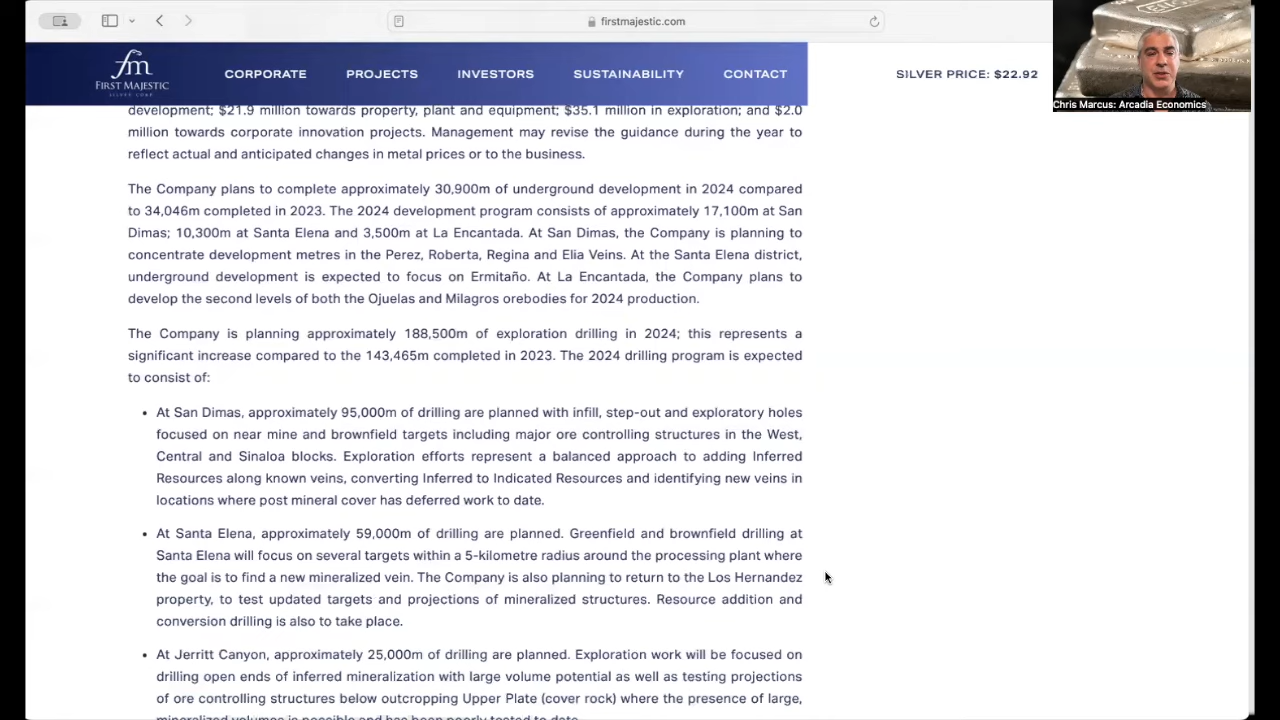 firstmajestic.com
fm
FIRST MAJESTIC
SILVER CORP.
CORPORATE PROJECTS INVESTORS SUSTAINABILITY CONTACT
SILVER PRICE: $22.92
Chris Marcus: Arcadia Economics
development; $21.9 million towards property, plant and equipment; $35.1 million in exploration; and $2.0
million towards corporate innovation projects. Management may revise the guidance during the year to
reflect actual and anticipated changes in metal prices or to the business.
The Company plans to complete approximately 30,900m of underground development in 2024 compared
to 34,046m completed in 2023. The 2024 development program consists of approximately 17,100m at San
Dimas; 10,300m at Santa Elena and 3,500m at La Encantada. At San Dimas, the Company is planning to
concentrate development metres in the Perez, Roberta, Regina and Elia Veins. At the Santa Elena district,
underground development is expected to focus on Ermitaño. At La Encantada, the Company plans to
develop the second levels of both the Ojuelas and Milagros orebodies for 2024 production.
The Company is planning approximately 188,500m of exploration drilling in 2024; this represents a
significant increase compared to the 143,465m completed in 2023. The 2024 drilling program is expected
to consist of:
• At San Dimas, approximately 95,000m of drilling are planned with infill, step-out and exploratory holes
focused on near mine and brownfield targets including major ore controlling structures in the West,
Central and Sinaloa blocks. Exploration efforts represent a balanced approach to adding Inferred
Resources along known veins, converting Inferred to Indicated Resources and identifying new veins in
locations where post mineral cover has deferred work to date.
• At Santa Elena, approximately 59,000m of drilling are planned. Greenfield and brownfield drilling at
Santa Elena will focus on several targets within a 5-kilometre radius around the processing plant where
the goal is to find a new mineralized vein. The Company is also planning to return to the Los Hernandez
property, to test updated targets and projections of mineralized structures. Resource addition and
conversion drilling is also to take place.
• At Jerritt Canyon, approximately 25,000m of drilling are planned. Exploration work will be focused on
drilling open ends of inferred mineralization with large volume potential as well as testing projections
of ore controlling structures below outcropping Upper Plate (cover rock) where the presence of large,
mineralized volumes is possible and has been poorly tested to date.